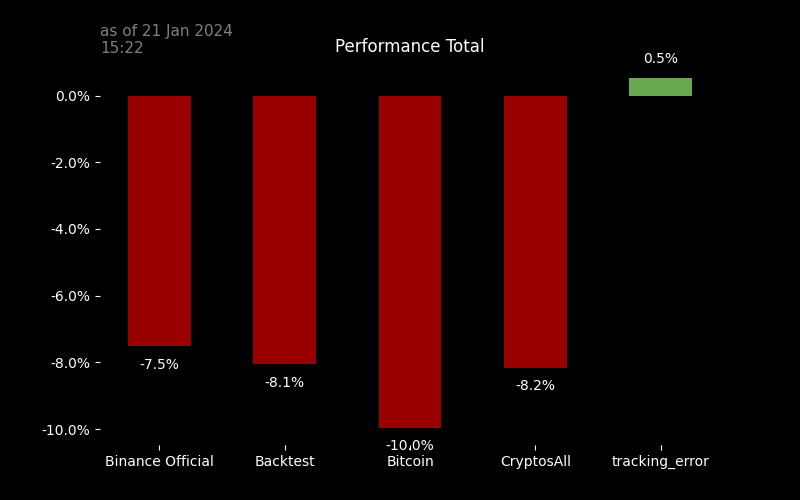 as of 21 Jan 2024
15:22
Performance Total
0.5%
0.0%
-2.0%
-4.0%
-6.0%
-8.0%
-10.0%
-7.5%
-8.1%
-10.0%
-8.2%
Binance Official
Backtest
Bitcoin
CryptosAll
tracking_error